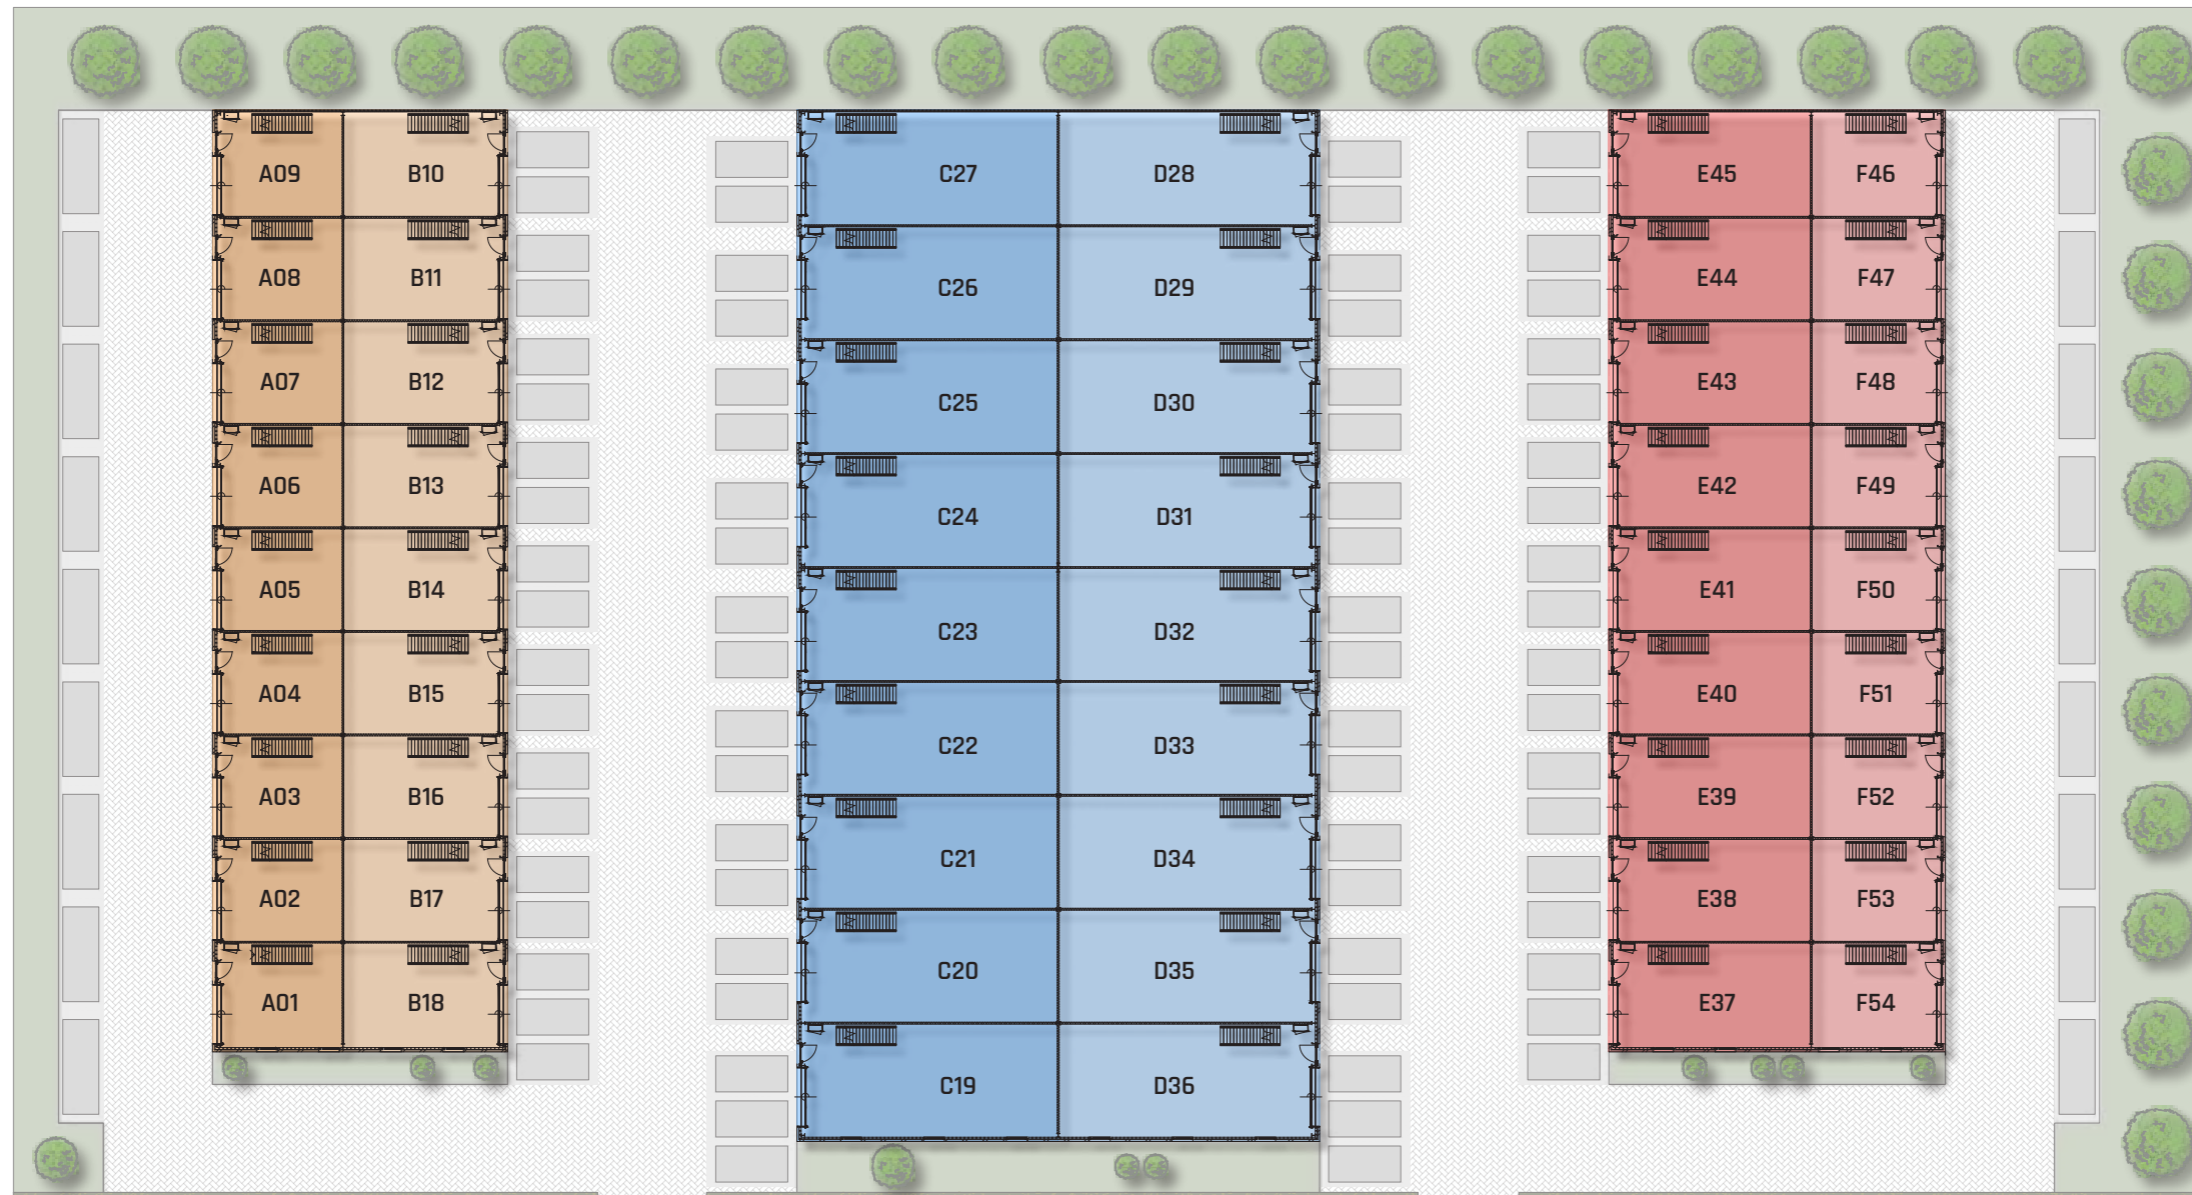 A09 B10 C27 D28 E45 F46
A08 B11 C26 D29 E44 F47
A07 B12 C25 D30 E43 F48
A06 B13 C24 D31 E42 F49
A05 B14 C23 D32 E41 F50
A04 B15 C22 D33 E40 F51
A03 B16 C21 D34 E39 F52
A02 B17 C20 D35 E38 F53
A01 B18 C19 D36 E37 F54